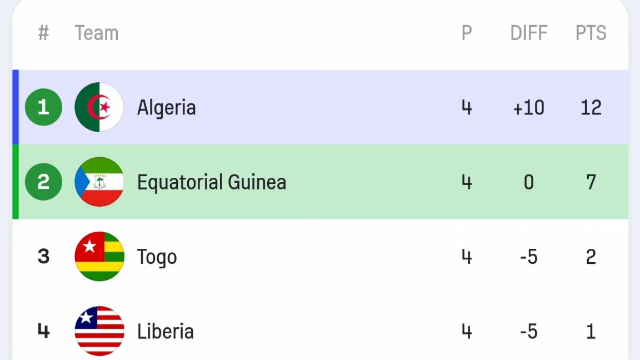 # Team P DIFF PTS
1 Algeria 4 +10 12
2 Equatorial Guinea 4 0 7
3 Togo 4 -5 2
4 Liberia 4 -5 1